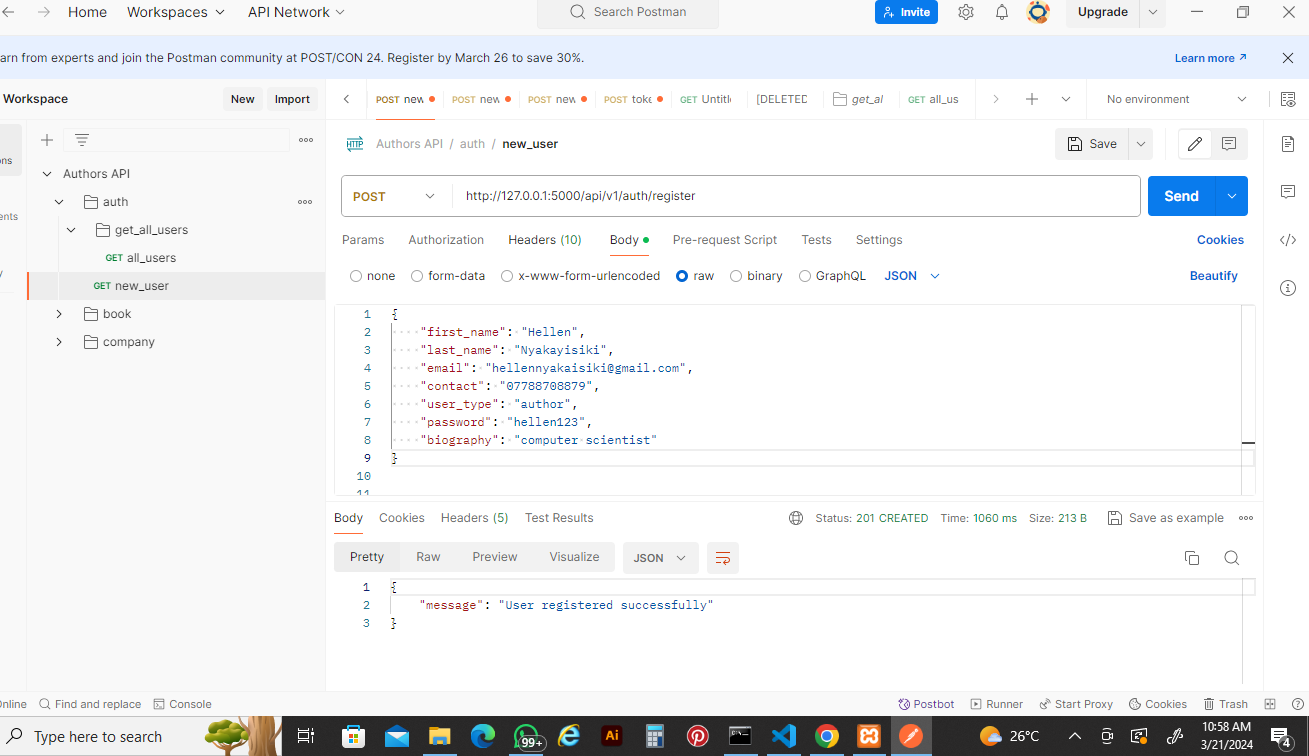 Home Workspaces API Network Search Postman Invite Upgrade
arn from experts and join the Postman community at POST/CON 24. Register by March 26 to save 30%. Learn more
Workspace New Import POST new POST new POST new POST toke GET Untitl [DELETED get_al GET all_us No environment
Authors API / auth / new_user Save
ons
Authors API
POST http://127.0.0.1:5000/api/v1/auth/register Send
auth
ents
get_all_users
Params Authorization Headers (10) Body Pre-request Script Tests Settings Cookies
GET all_users
none form-data x-www-form-urlencoded raw binary GraphQL JSON Beautify
GET new_user
book
company
1 {
2 "first_name": "Hellen",
3 "last_name": "Nyakayisiki",
4 "email": "hellennyakaisiki@gmail.com",
5 "contact": "07788708879",
6 "user_type": "author",
7 "password": "hellen123",
8 "biography": "computer scientist"
9 }
10
11
Body Cookies Headers (5) Test Results Status: 201 CREATED Time: 1060 ms Size: 213 B Save as example
Pretty Raw Preview Visualize JSON
1 {
2 "message": "User registered successfully"
3 }
Online Find and replace Console Postbot Runner Start Proxy Cookies Trash
Type here to search 99+ Ai 26°C 10:58 AM
3/21/2024 4